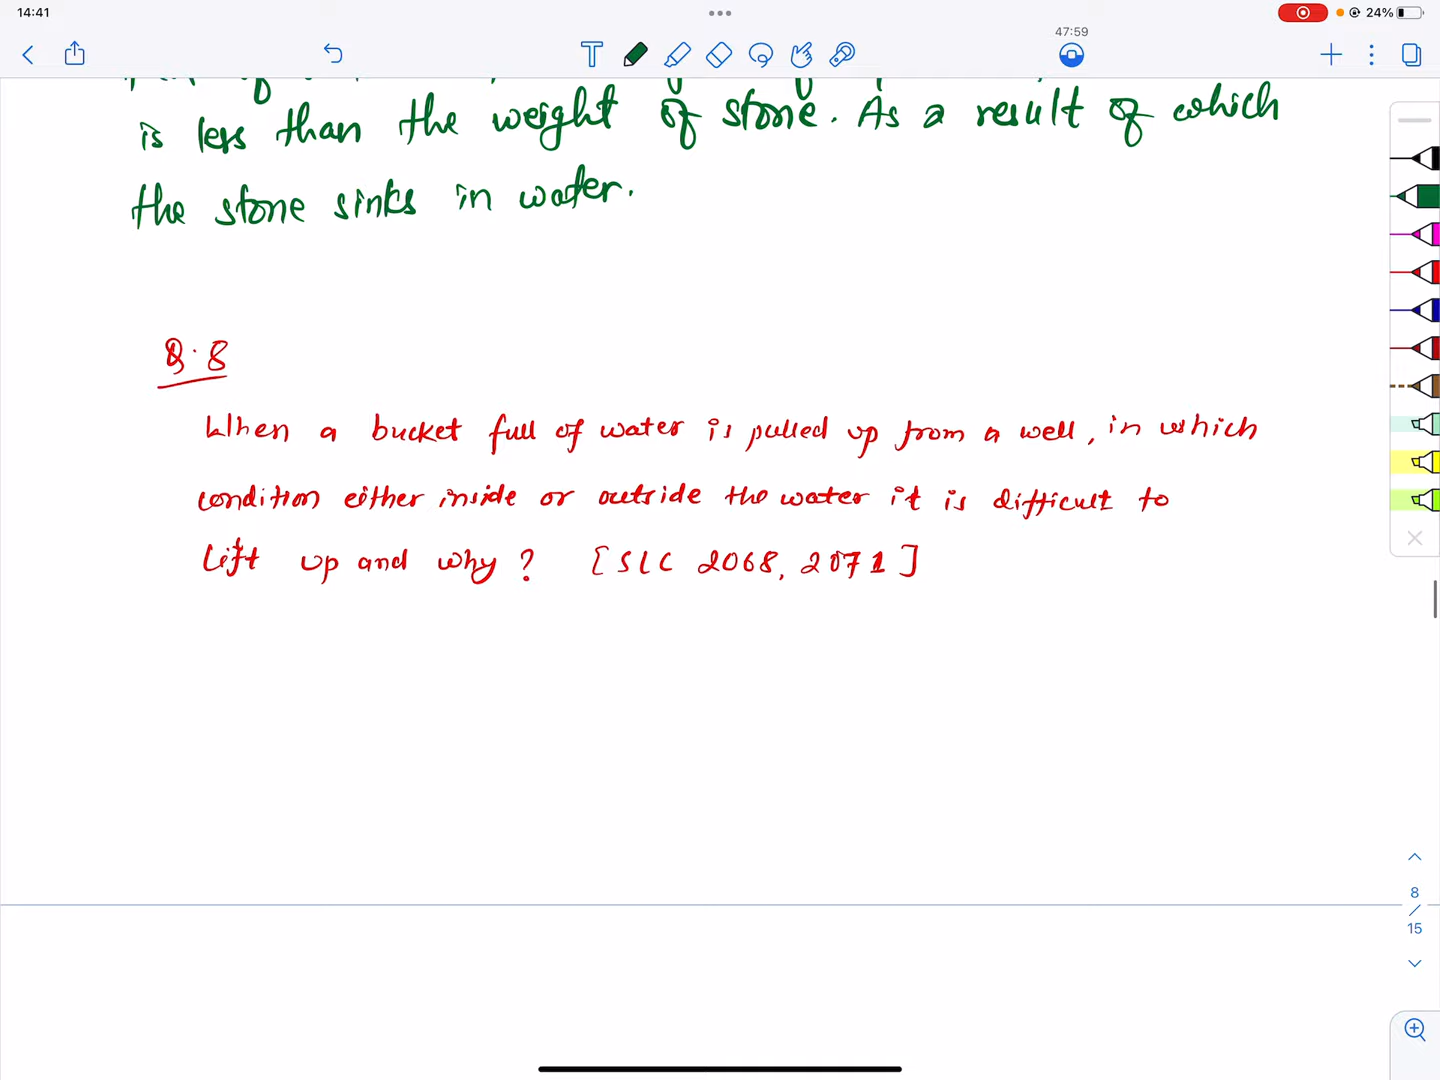 14:41
24%
47:59
is less than the weight of stone. As a result of which
the stone sinks in water.
Q.8
When a bucket full of water is pulled up from a well, in which
condition either inside or outside the water it is difficult to
lift up and why? [SLC 2068, 2071]
8
/
15